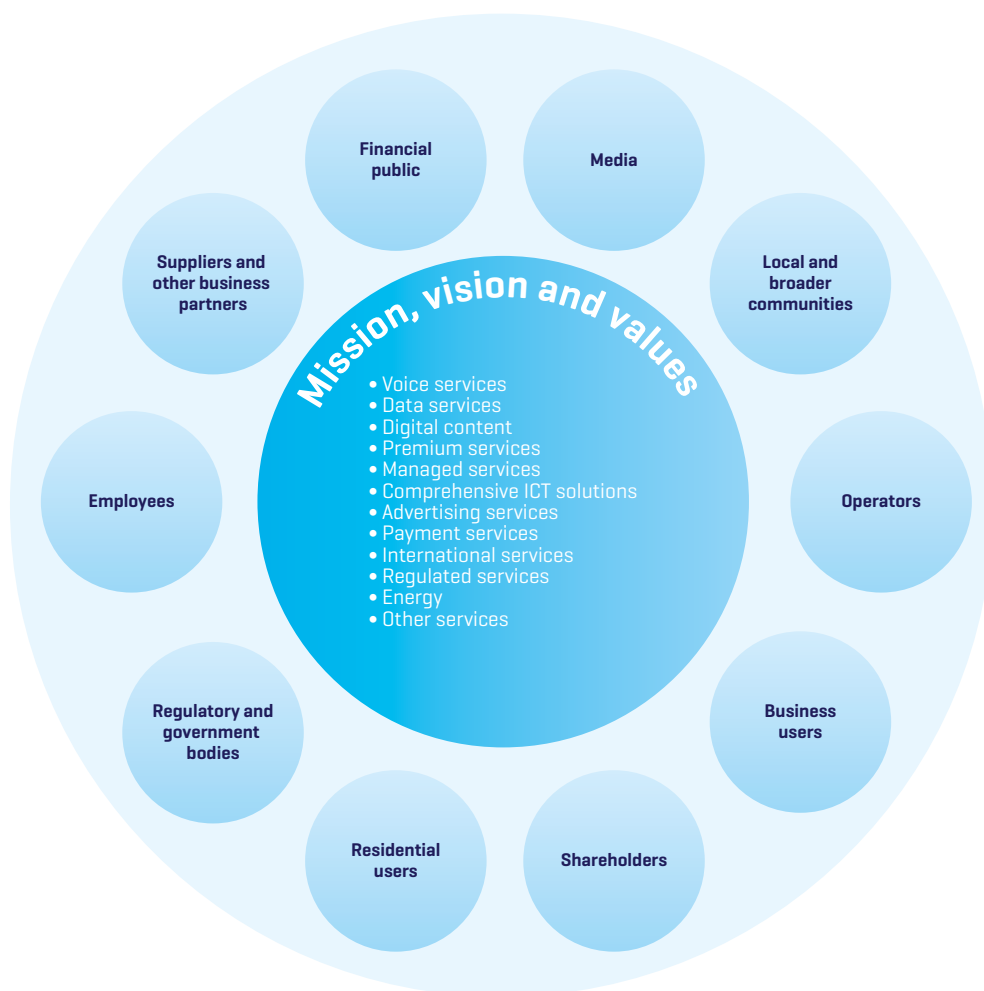 Financial
public
Media
Suppliers and
other business
partners
Local and
broader
communities
Mission, vision and values
• Voice services
• Data services
• Digital content
• Premium services
• Managed services
• Comprehensive ICT solutions
• Advertising services
• Payment services
• International services
• Regulated services
• Energy
• Other services
Employees
Operators
Regulatory and
government
bodies
Business
users
Residential
users
Shareholders